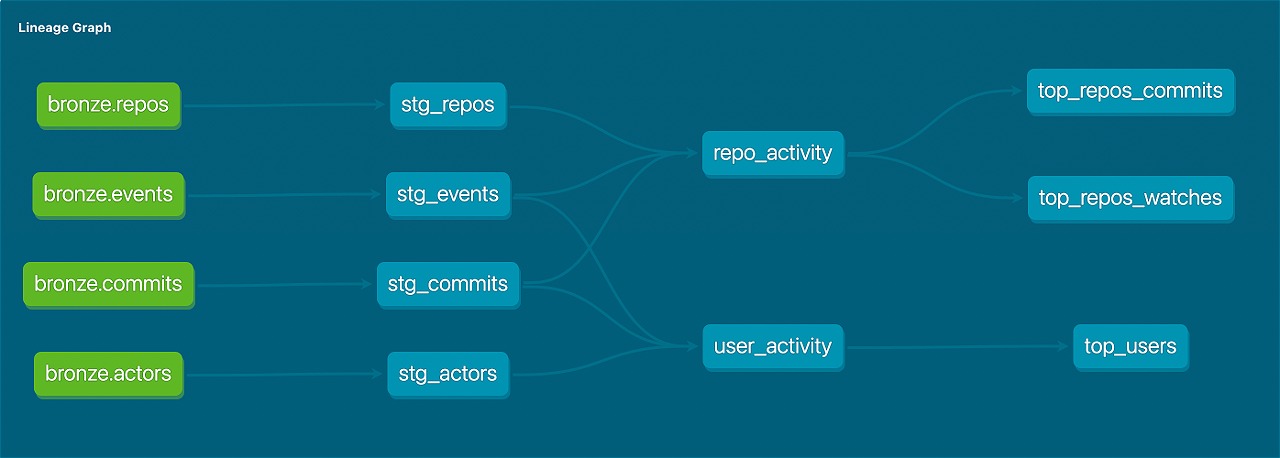 Lineage Graph
bronze.repos
stg_repos
top_repos_commits
repo_activity
bronze.events
stg_events
top_repos_watches
bronze.commits
stg_commits
user_activity
top_users
bronze.actors
stg_actors